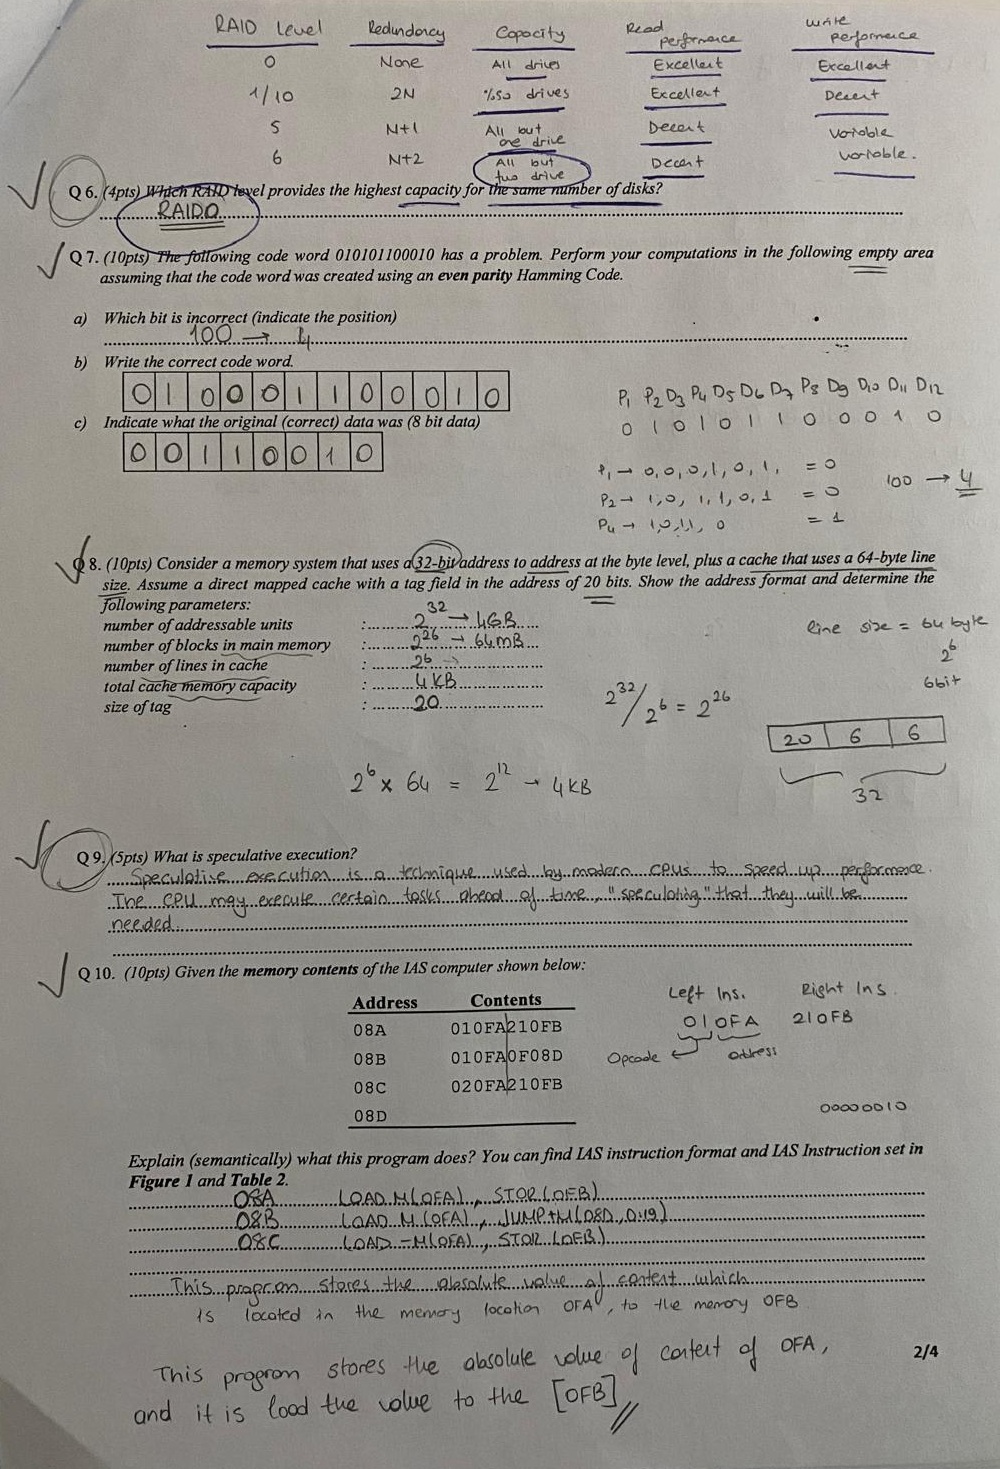 RAID Level Redundancy Capacity Read performance Write performance
0 None All drives Excellent Excellent
1/10 2N %50 drives Excellent Decent
5 N+1 All but one drive Decent Variable
6 N+2 All but two drive Decent variable.
Q 6. (4pts) Which RAID level provides the highest capacity for the same number of disks?
RAID0
Q 7. (10pts) The following code word 010101100010 has a problem. Perform your computations in the following empty area
assuming that the code word was created using an even parity Hamming Code.
a) Which bit is incorrect (indicate the position)
100 → 4
b) Write the correct code word.
0 1 0 0 0 1 1 0 0 0 1 0
c) Indicate what the original (correct) data was (8 bit data)
0 0 1 1 0 0 1 0
P1 P2 D3 P4 D5 D6 D7 P8 D9 D10 D11 D12
0 1 0 1 0 1 1 0 0 0 1 0
P1 → 0, 0, 0, 1, 0, 1, = 0
P2 → 1, 0, 1, 1, 0, 1 = 0
P4 → 1, 0, 1, 1, 0 = 1
100 → 4
Q 8. (10pts) Consider a memory system that uses a 32-bit address to address at the byte level, plus a cache that uses a 64-byte line
size. Assume a direct mapped cache with a tag field in the address of 20 bits. Show the address format and determine the
following parameters:
number of addressable units : 2^32 → 4GB
number of blocks in main memory : 2^26 → 64MB
number of lines in cache : 2^6 →
total cache memory capacity : 4KB
size of tag : 20
line size = 64 byte
2^6
6bit
2^32/2^6 = 2^26
20 6 6
32
2^6 x 64 = 2^12 → 4KB
Q 9. (5pts) What is speculative execution?
Speculative execution is a technique used by modern CPUs to speed up performance.
The CPU may execute certain tasks ahead of time, "speculating" that they will be
needed.
Q 10. (10pts) Given the memory contents of the IAS computer shown below:
Address Contents
08A 010FA210FB
08B 010FA0F08D
08C 020FA210FB
08D
Left Ins. Right Ins.
010FA 210FB
Opcode address
00000010
Explain (semantically) what this program does? You can find IAS instruction format and IAS Instruction set in
Figure 1 and Table 2.
08A LOAD M(0FA), STOR(0FB)
08B LOAD M(0FA), JUMP+M(08D,0:19)
08C LOAD -M(0FA), STOR(0FB)
This program stores the absolute value of content which
is located in the memory location 0FA, to the memory 0FB
This program stores the absolute value of content of 0FA,
and it is load the value to the [0FB]
2/4